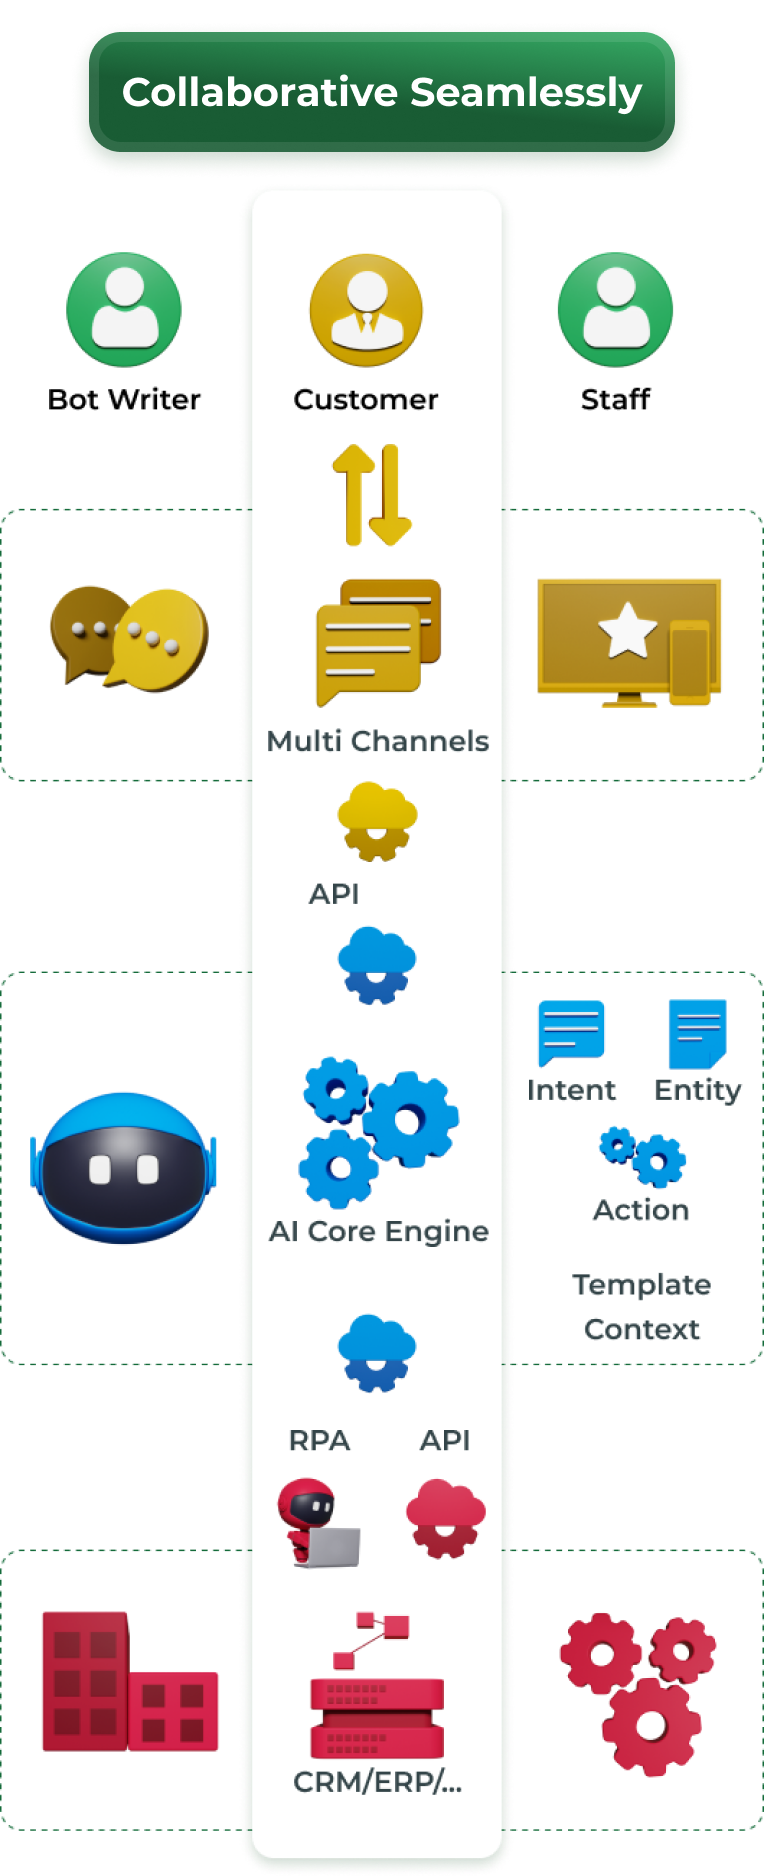 Collaborative Seamlessly
Bot Writer
Customer
Staff
Multi Channels
API
Intent
Entity
Action
AI Core Engine
Template
Context
RPA
API
CRM/ERP/...